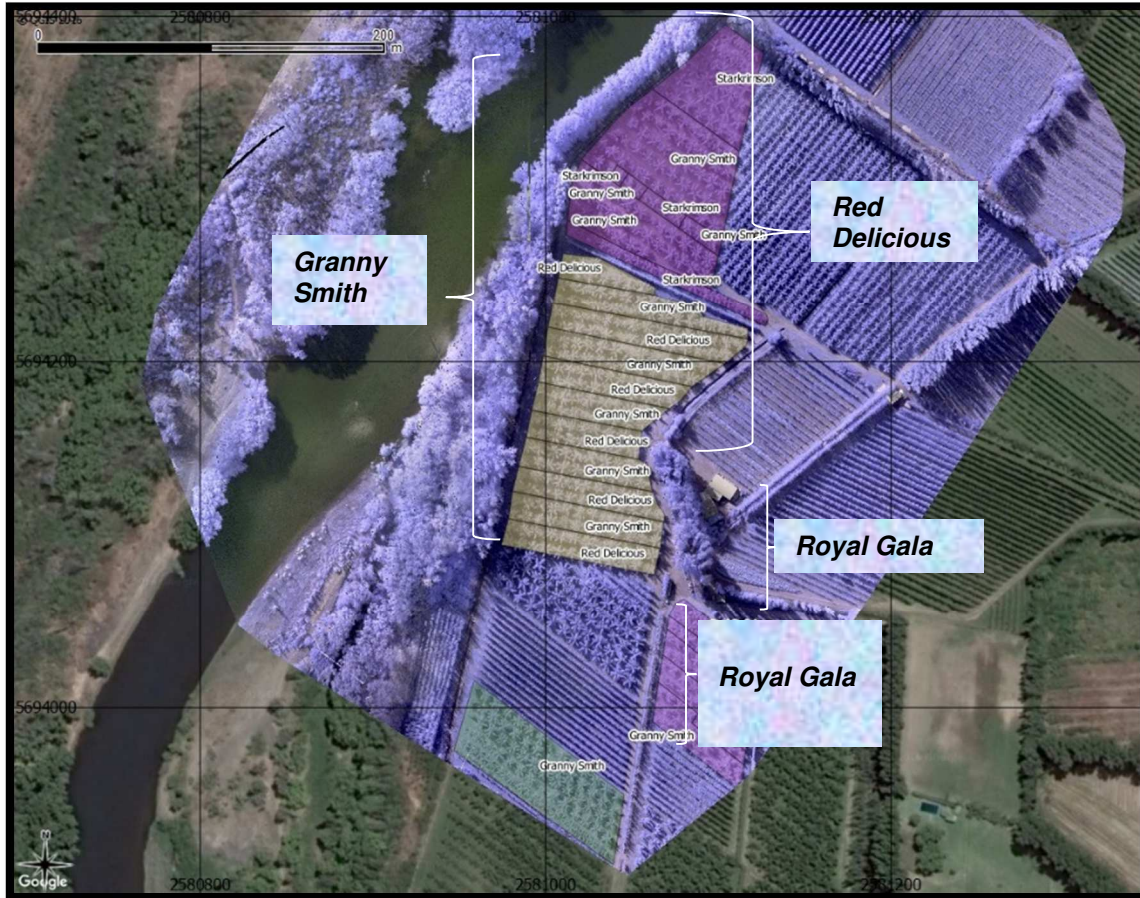 2580800
2581000
2581200
0
200
m
Starkrimson
Granny Smith
Starkrimson
Granny Smith
Starkrimson
Granny Smith
Granny Smith
Red
Delicious
Granny
Smith
Red Delicious
Starkrimson
Granny Smith
Red Delicious
5694200
Granny Smith
Red Delicious
Granny Smith
Red Delicious
Granny Smith
Red Delicious
Granny Smith
Red Delicious
Royal Gala
Royal Gala
5694000
Granny Smith
Granny Smith
N
Google
2580800
2581000
2581200